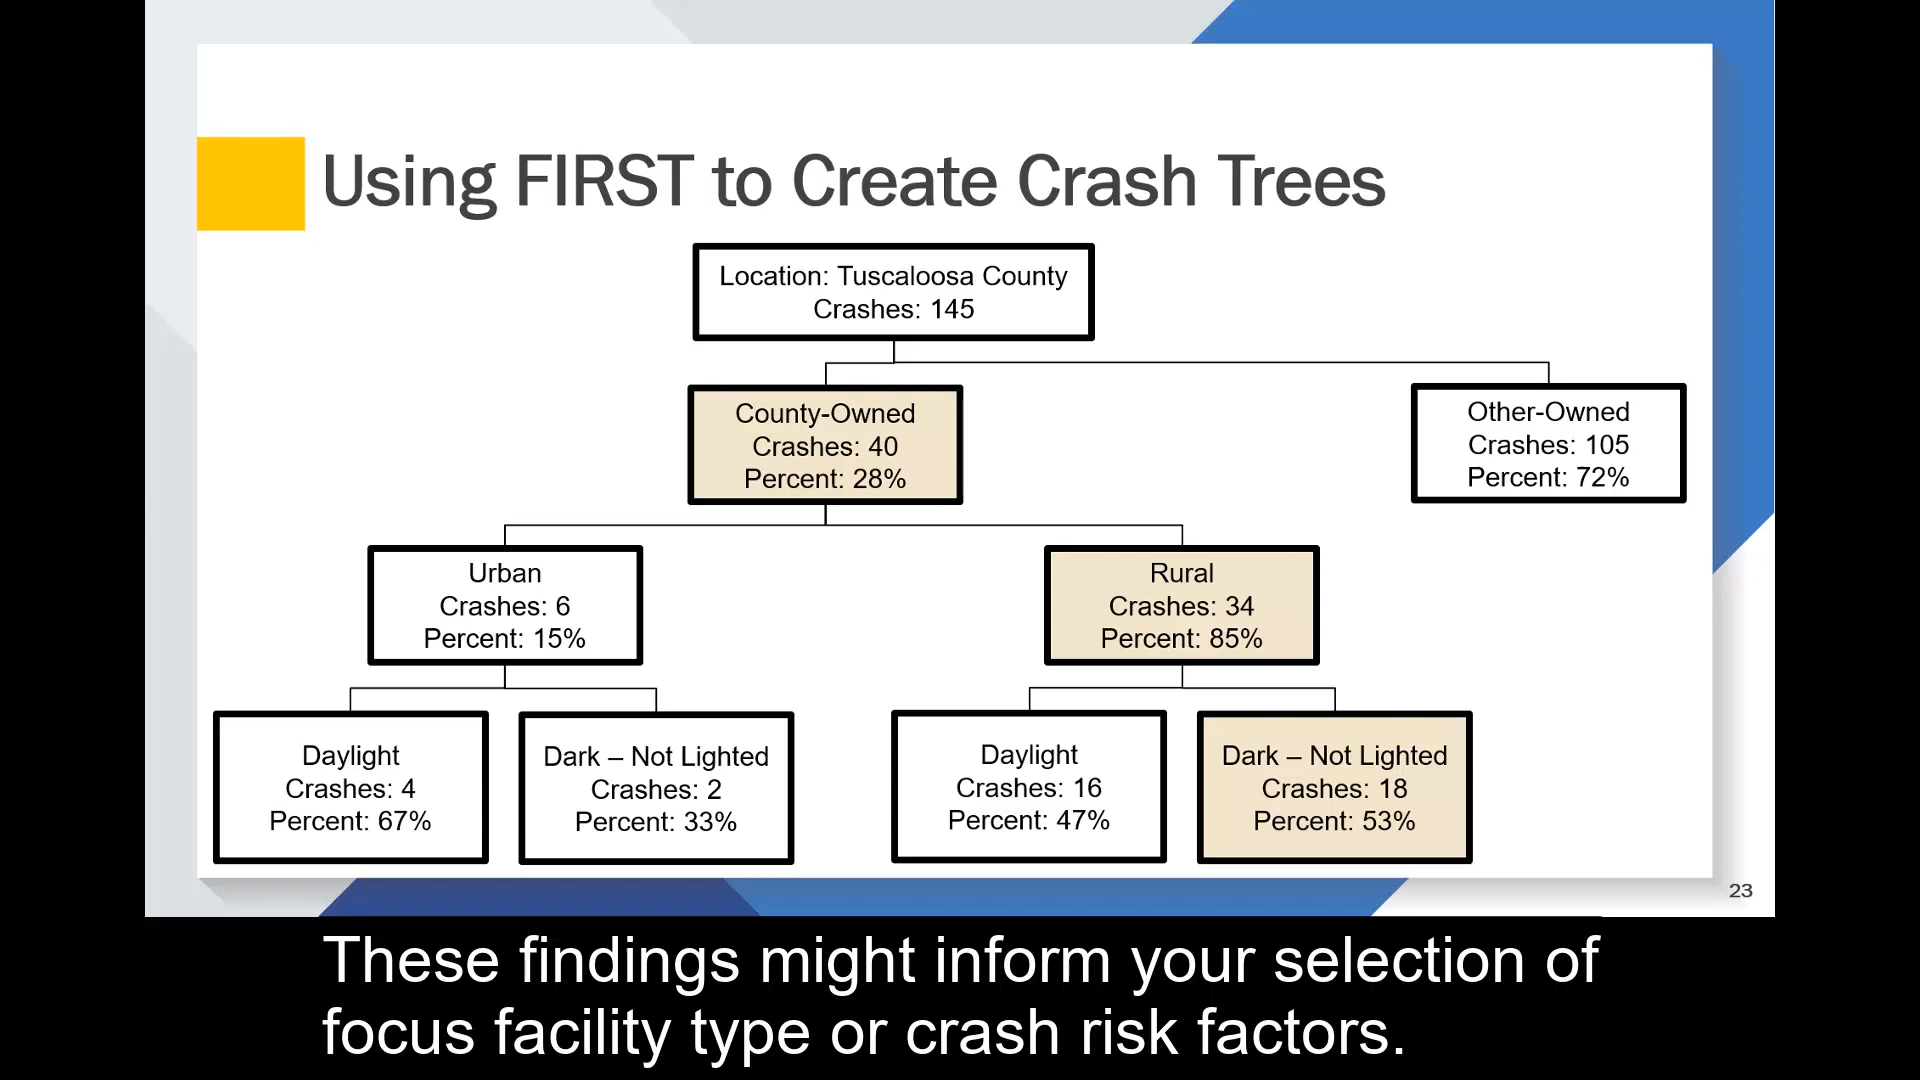 Using FIRST to Create Crash Trees
Location: Tuscaloosa County
Crashes: 145
County-Owned
Crashes: 40
Percent: 28%
Other-Owned
Crashes: 105
Percent: 72%
Urban
Crashes: 6
Percent: 15%
Rural
Crashes: 34
Percent: 85%
Daylight
Crashes: 4
Percent: 67%
Dark – Not Lighted
Crashes: 2
Percent: 33%
Daylight
Crashes: 16
Percent: 47%
Dark – Not Lighted
Crashes: 18
Percent: 53%
23
These findings might inform your selection of
focus facility type or crash risk factors.